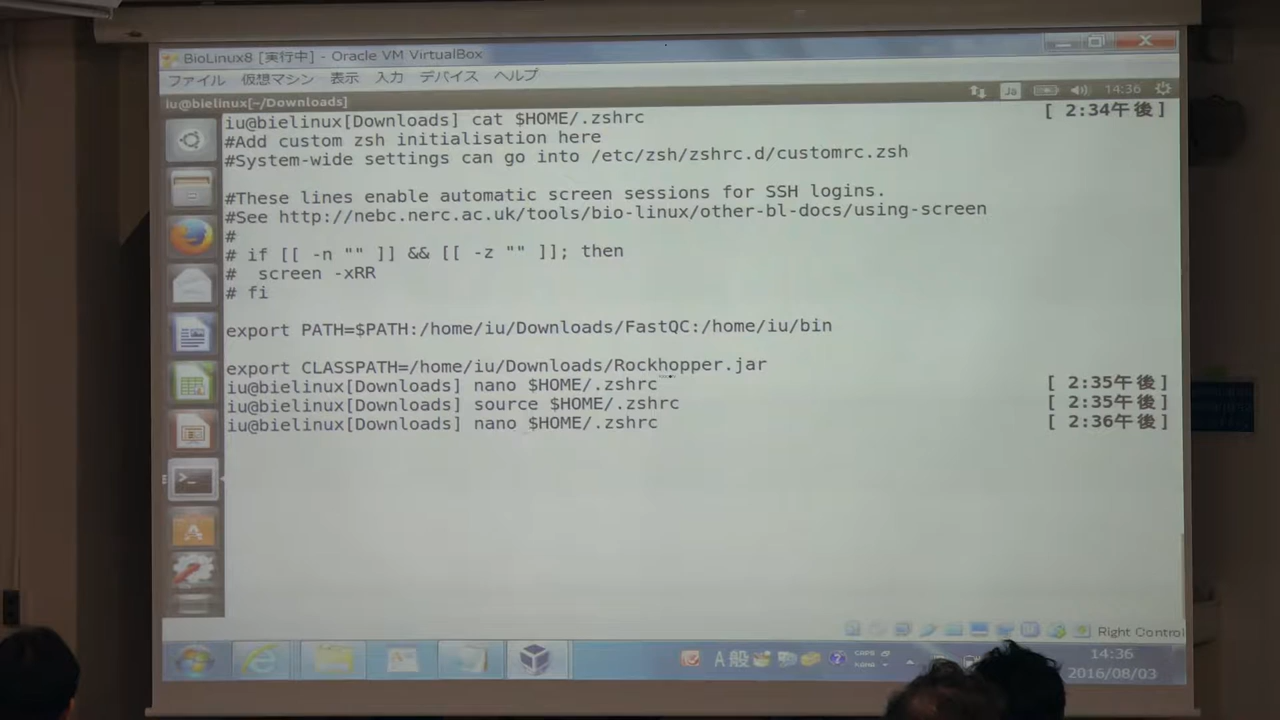 BioLinux8 [実行中] - Oracle VM VirtualBox
ファイル 仮想マシン 表示 入力 デバイス ヘルプ
iu@bielinux[~/Downloads]
Ja 14:36
iu@bielinux[Downloads] cat $HOME/.zshrc [ 2:34午後]
#Add custom zsh initialisation here
#System-wide settings can go into /etc/zsh/zshrc.d/customrc.zsh
#These lines enable automatic screen sessions for SSH logins.
#See http://nebc.nerc.ac.uk/tools/bio-linux/other-bl-docs/using-screen
#
# if [[ -n "" ]] && [[ -z "" ]]; then
#  screen -xRR
# fi
export PATH=$PATH:/home/iu/Downloads/FastQC:/home/iu/bin
export CLASSPATH=/home/iu/Downloads/Rockhopper.jar
iu@bielinux[Downloads] nano $HOME/.zshrc [ 2:35午後]
iu@bielinux[Downloads] source $HOME/.zshrc [ 2:35午後]
iu@bielinux[Downloads] nano $HOME/.zshrc [ 2:36午後]
Right Control
A 般 CAPS KANA 14:36
2016/08/03